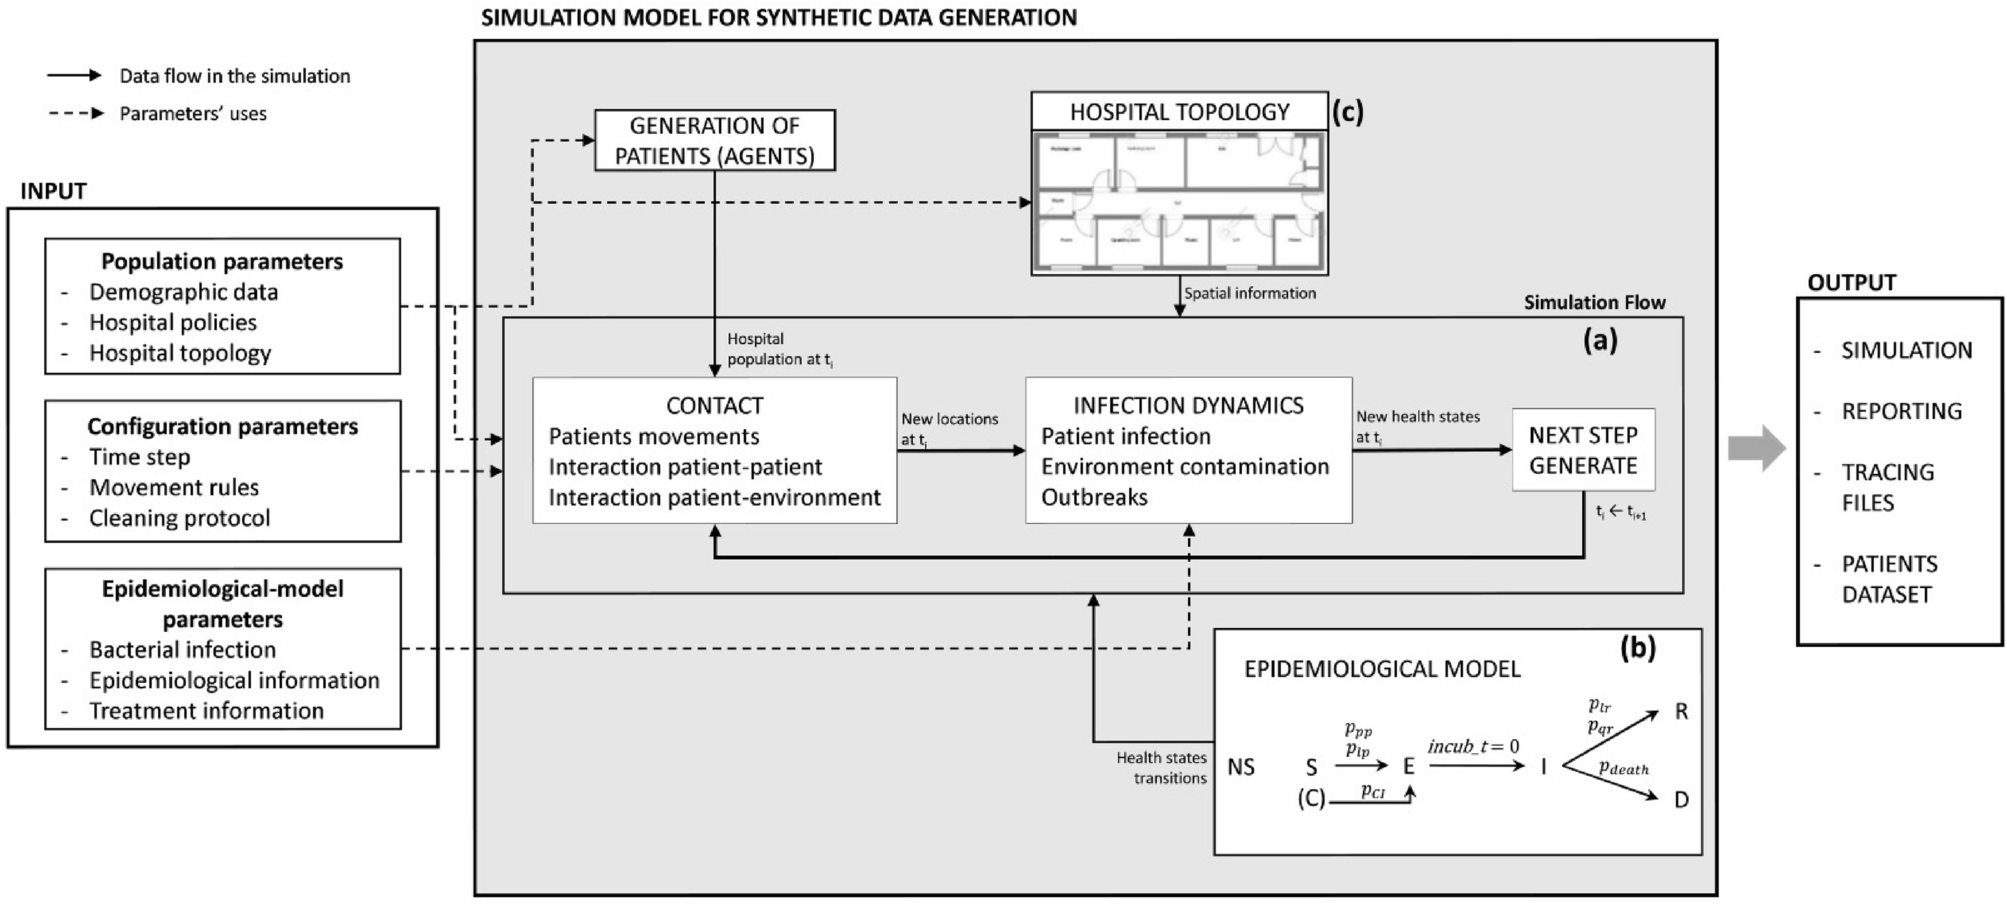 SIMULATION MODEL FOR SYNTHETIC DATA GENERATION
Data flow in the simulation
Parameters’ uses
INPUT
Population parameters
- Demographic data
- Hospital policies
- Hospital topology
Configuration parameters
- Time step
- Movement rules
- Cleaning protocol
Epidemiological-model
parameters
- Bacterial infection
- Epidemiological information
- Treatment information
GENERATION OF
PATIENTS (AGENTS)
HOSPITAL TOPOLOGY
(c)
Spatial information
Simulation Flow
(a)
Hospital
population at ti
CONTACT
Patients movements
Interaction patient-patient
Interaction patient-environment
New locations
at ti
INFECTION DYNAMICS
Patient infection
Environment contamination
Outbreaks
New health states
at ti
NEXT STEP
GENERATE
ti ← ti+1
(b)
EPIDEMIOLOGICAL MODEL
Health states
transitions
NS
S
ppp
plp
E
incub_t = 0
I
plr
pqr
R
pdeath
D
(C)
pCI
OUTPUT
- SIMULATION
- REPORTING
- TRACING
FILES
- PATIENTS
DATASET